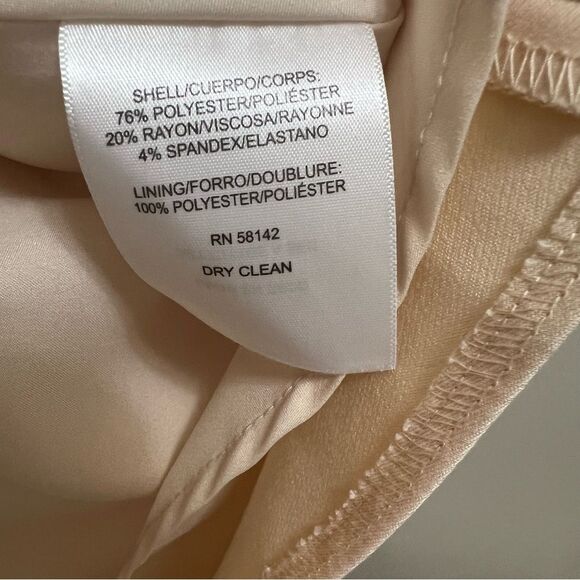 SHELL/CUERPO/CORPS:
76% POLYESTER/POLIÉSTER
20% RAYON/VISCOSA/RAYONNE
4% SPANDEX/ELASTANO
LINING/FORRO/DOUBLURE:
100% POLYESTER/POLIÉSTER
RN 58142
DRY CLEAN